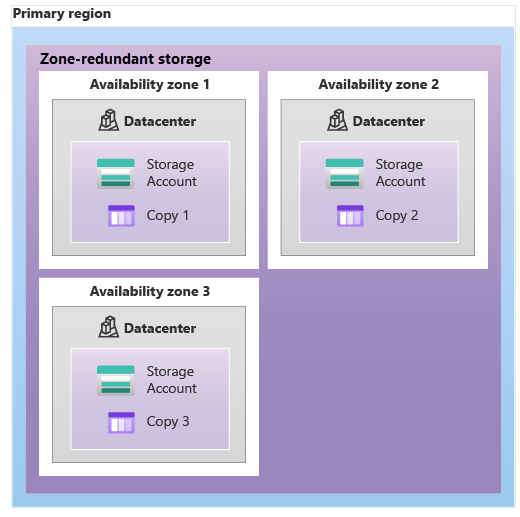 Primary region
Zone-redundant storage
Availability zone 1
Datacenter
Storage
Account
Copy 1
Availability zone 2
Datacenter
Storage
Account
Copy 2
Availability zone 3
Datacenter
Storage
Account
Copy 3